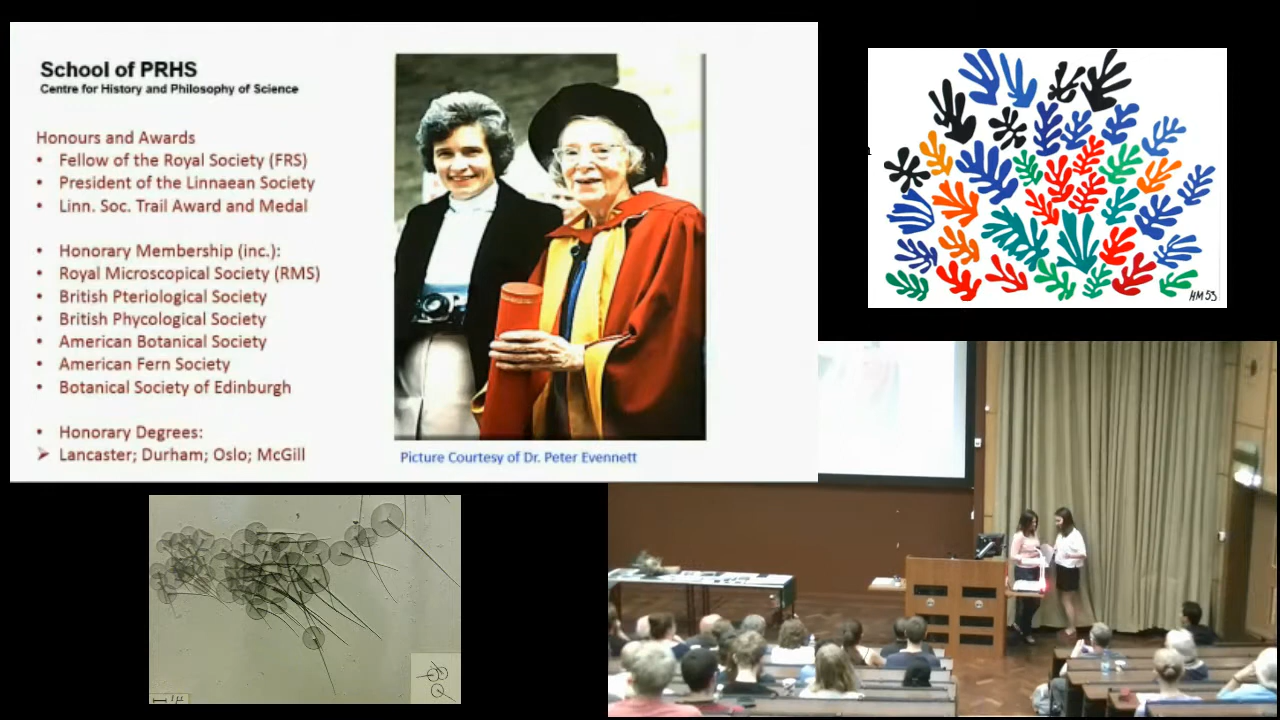 School of PRHS
Centre for History and Philosophy of Science
Honours and Awards
• Fellow of the Royal Society (FRS)
• President of the Linnaean Society
• Linn. Soc. Trail Award and Medal
• Honorary Membership (inc.):
• Royal Microscopical Society (RMS)
• British Pteriological Society
• British Phycological Society
• American Botanical Society
• American Fern Society
• Botanical Society of Edinburgh
• Honorary Degrees:
➢ Lancaster; Durham; Oslo; McGill
Picture Courtesy of Dr. Peter Evennett
HM 53